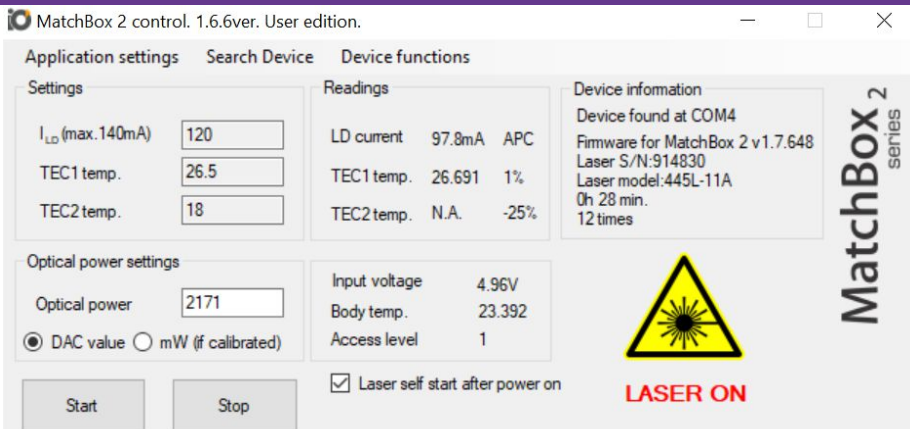 MatchBox 2 control. 1.6.6ver. User edition.
Application settings Search Device Device functions
Settings
I LD (max.140mA) 120
TEC1 temp. 26.5
TEC2 temp. 18
Readings
LD current 97.8mA APC
TEC1 temp. 26.691 1%
TEC2 temp. N.A. -25%
Device information
Device found at COM4
Firmware for MatchBox 2 v1.7.648
Laser S/N:914830
Laser model:445L-11A
0h 28 min.
12 times
MatchBox 2
series
Optical power settings
Optical power 2171
DAC value mW (if calibrated)
Input voltage 4.96V
Body temp. 23.392
Access level 1
Laser self start after power on
LASER ON
Start Stop